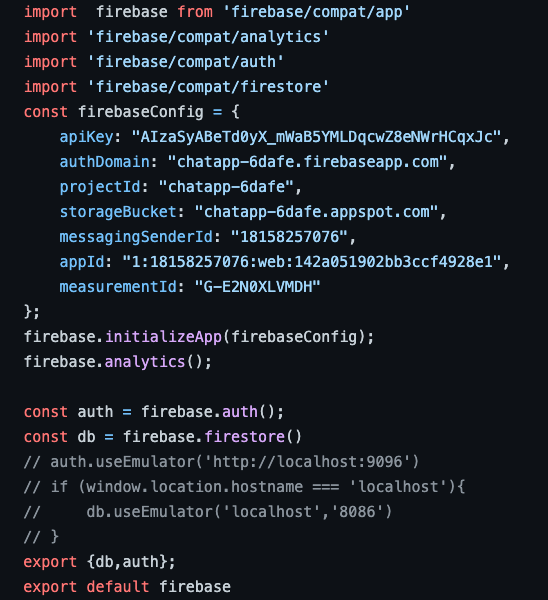 import  firebase from 'firebase/compat/app'
import 'firebase/compat/analytics'
import 'firebase/compat/auth'
import 'firebase/compat/firestore'
const firebaseConfig = {
    apiKey: "AIzaSyABeTd0yX_mWaB5YMLDqcwZ8eNWrHCqxJc",
    authDomain: "chatapp-6dafe.firebaseapp.com",
    projectId: "chatapp-6dafe",
    storageBucket: "chatapp-6dafe.appspot.com",
    messagingSenderId: "18158257076",
    appId: "1:18158257076:web:142a051902bb3ccf4928e1",
    measurementId: "G-E2N0XLVMDH"
};
firebase.initializeApp(firebaseConfig);
firebase.analytics();

const auth = firebase.auth();
const db = firebase.firestore()
// auth.useEmulator('http://localhost:9096')
// if (window.location.hostname === 'localhost'){
//     db.useEmulator('localhost','8086')
// }
export {db,auth};
export default firebase